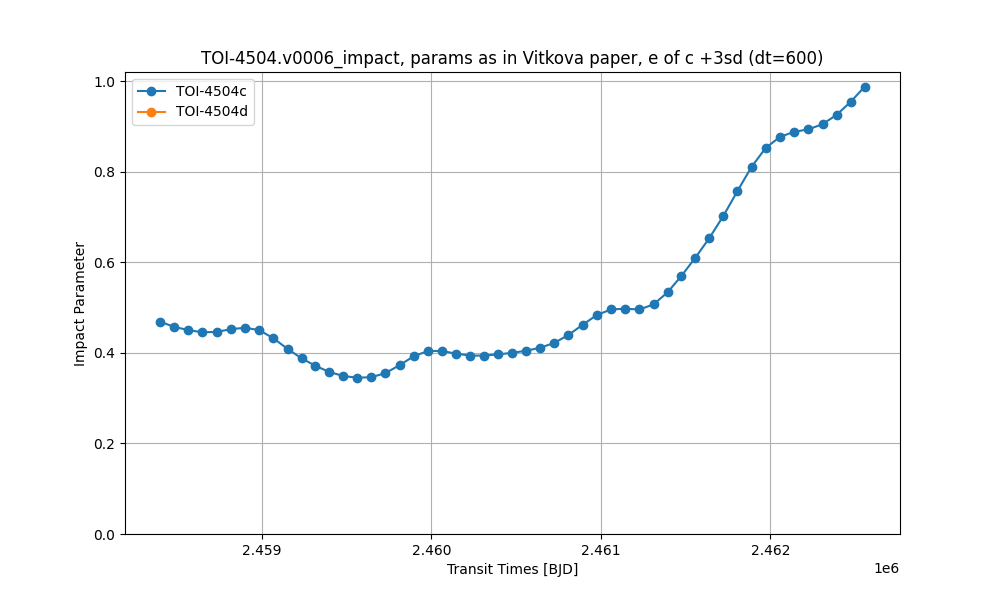 TOI-4504.v0006_impact, params as in Vitkova paper, e of c +3sd (dt=600)
TOI-4504c
TOI-4504d
Impact Parameter
1.0
0.8
0.6
0.4
0.2
0.0
2.459 2.460 2.461 2.462
1e6
Transit Times [BJD]